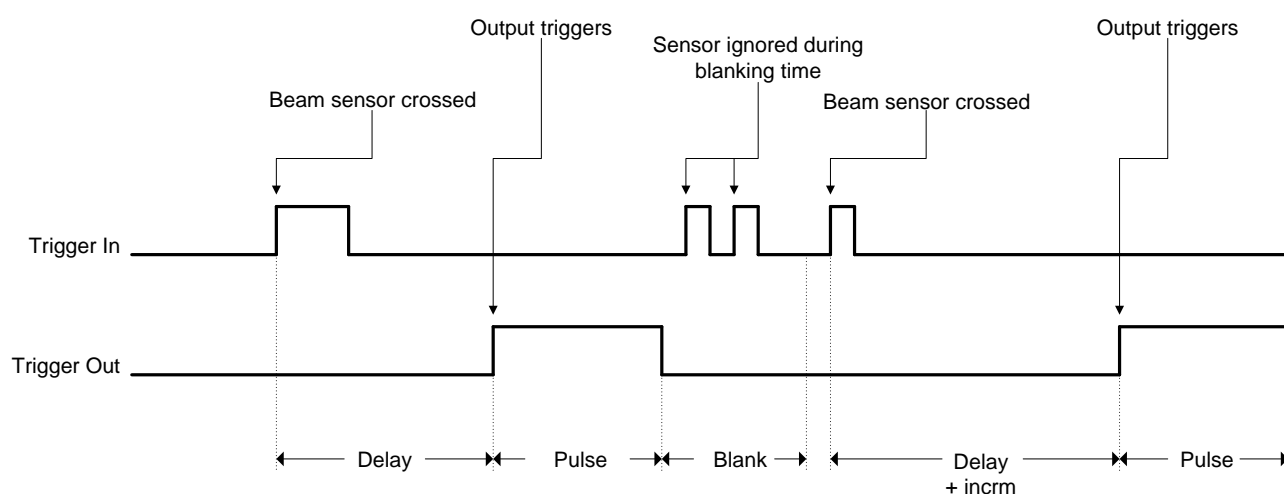 Output triggers
Output triggers
Sensor ignored during
blanking time
Beam sensor crossed
Beam sensor crossed
Trigger In
Trigger Out
Delay
Pulse
Blank
Delay
+ incrm
Pulse